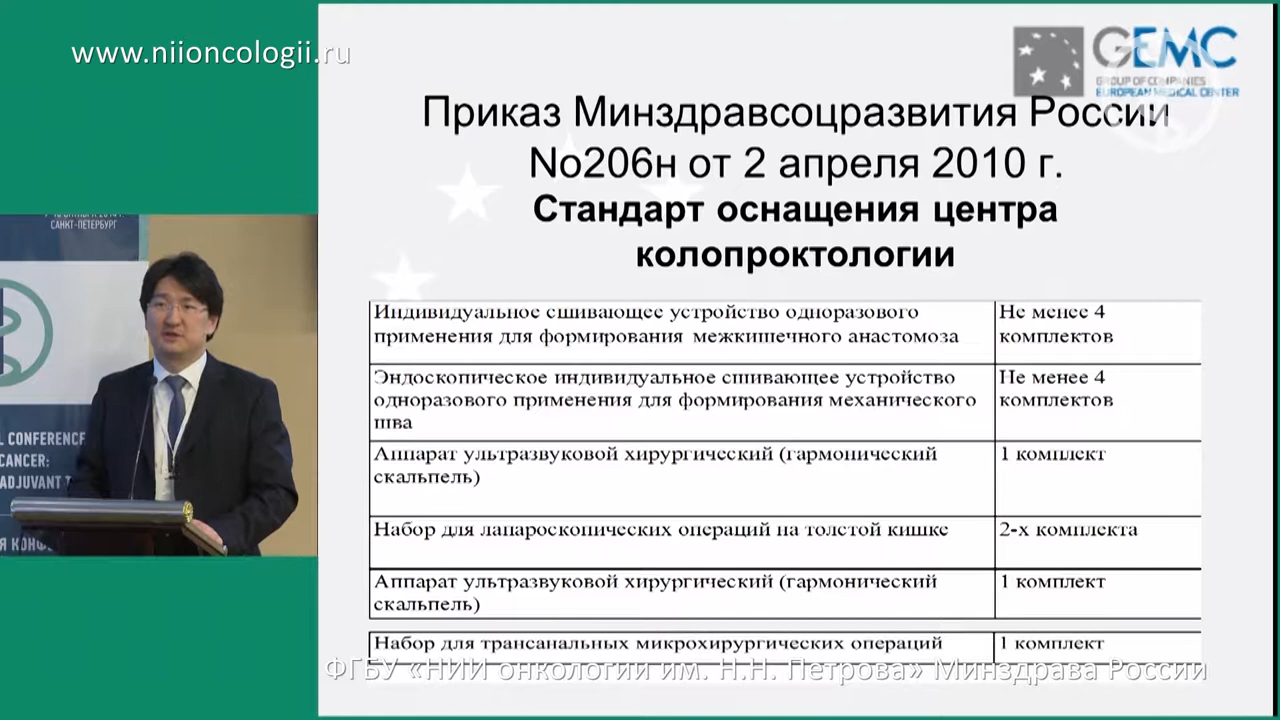 www.niioncologii.ru
GEMC
GROUP OF COMPANIES
EUROPEAN MEDICAL CENTER
Приказ Минздравсоцразвития России
No206н от 2 апреля 2010 г.
Стандарт оснащения центра
колопроктологии
Индивидуальное сшивающее устройство одноразового
применения для формирования межкишечного анастомоза
Не менее 4
комплектов
Эндоскопическое индивидуальное сшивающее устройство
одноразового применения для формирования механического
шва
Не менее 4
комплектов
Аппарат ультразвуковой хирургический (гармонический
скальпель)
1 комплект
Набор для лапароскопических операций на толстой кишке
2-х комплекта
Аппарат ультразвуковой хирургический (гармонический
скальпель)
1 комплект
Набор для трансанальных микрохирургических операций
1 комплект
ФГБУ «НИИ онкологии им. Н.Н. Петрова» Минздрава России
САНКТ-ПЕТЕРБУРГ
L CONFERENCE
CANCER:
ADJUVANT